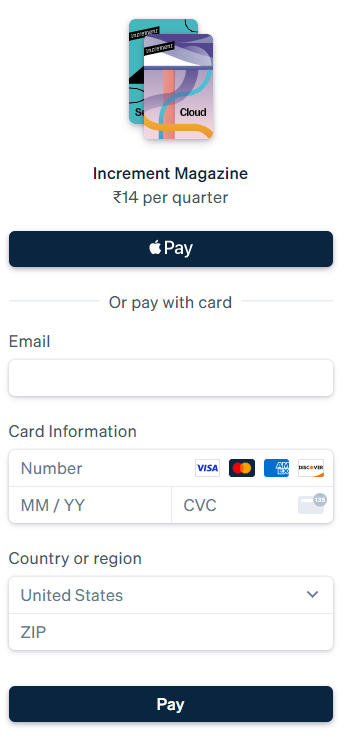 increment
increment
Se
Cloud
Increment Magazine
₹14 per quarter
Pay
Or pay with card
Email
Card Information
Number VISA AMEX DISCOVER
MM / YY CVC 135
Country or region
United States
ZIP
Pay